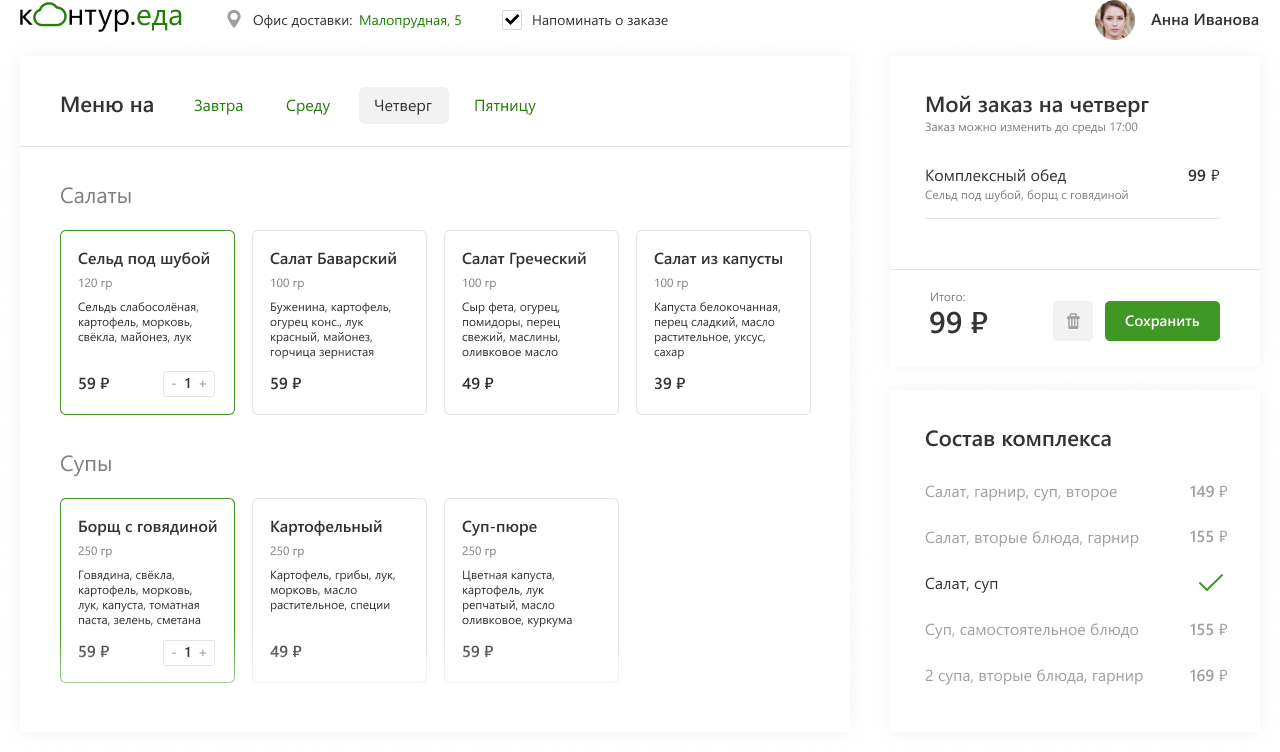 контур.еда
Офис доставки: Малопрудная, 5
Напоминать о заказе
Анна Иванова
Меню на
Завтра
Среду
Четверг
Пятницу
Салаты
Сельд под шубой
120 гр
Сельдь слабосолёная,
картофель, морковь,
свёкла, майонез, лук
59 ₽
- 1 +
Салат Баварский
100 гр
Буженина, картофель,
огурец конс., лук
красный, майонез,
горчица зернистая
59 ₽
Салат Греческий
100 гр
Сыр фета, огурец,
помидоры, перец
свежий, маслины,
оливковое масло
49 ₽
Салат из капусты
100 гр
Капуста белокочанная,
перец сладкий, масло
растительное, уксус,
сахар
39 ₽
Супы
Борщ с говядиной
250 гр
Говядина, свёкла,
картофель, морковь,
лук, капуста, томатная
паста, зелень, сметана
59 ₽
- 1 +
Картофельный
250 гр
Картофель, грибы, лук,
морковь, масло
растительное, специи
49 ₽
Суп-пюре
250 гр
Цветная капуста,
картофель, лук
репчатый, масло
оливковое, куркума
59 ₽
Мой заказ на четверг
Заказ можно изменить до среды 17:00
Комплексный обед 99 ₽
Сельд под шубой, борщ с говядиной
Итого:
99 ₽
Сохранить
Состав комплекса
Салат, гарнир, суп, второе 149 ₽
Салат, вторые блюда, гарнир 155 ₽
Салат, суп
Суп, самостоятельное блюдо 155 ₽
2 супа, вторые блюда, гарнир 169 ₽